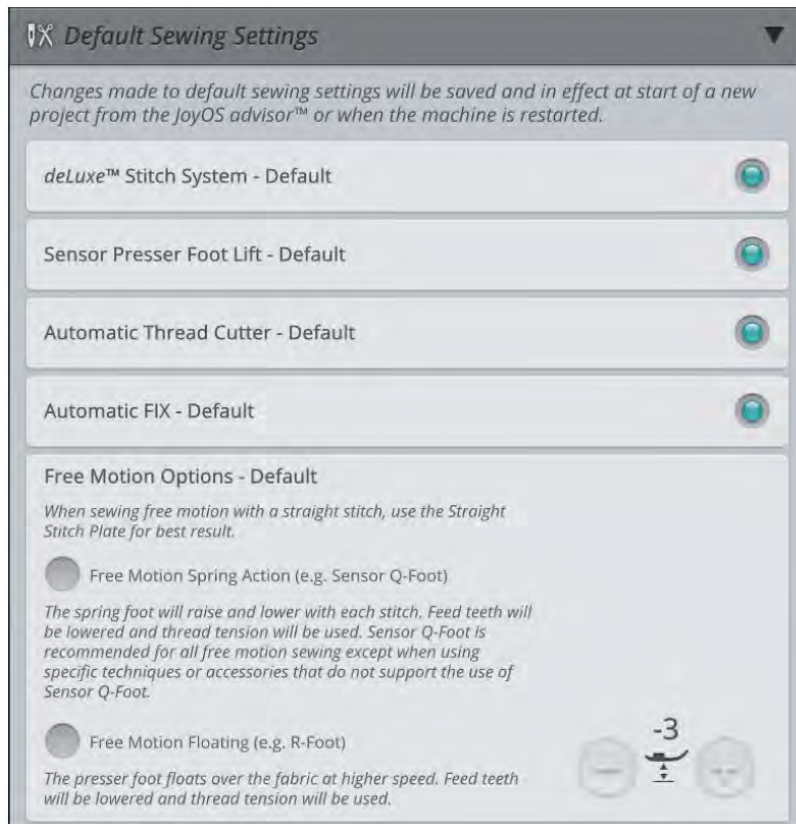 Default Sewing Settings
Changes made to default sewing settings will be saved and in effect at start of a new
project from the JoyOS advisor™ or when the machine is restarted.
deLuxe™ Stitch System - Default
Sensor Presser Foot Lift - Default
Automatic Thread Cutter - Default
Automatic FIX - Default
Free Motion Options - Default
When sewing free motion with a straight stitch, use the Straight
Stitch Plate for best result.
Free Motion Spring Action (e.g. Sensor Q-Foot)
The spring foot will raise and lower with each stitch. Feed teeth will
be lowered and thread tension will be used. Sensor Q-Foot is
recommended for all free motion sewing except when using
specific techniques or accessories that do not support the use of
Sensor Q-Foot.
-3
Free Motion Floating (e.g. R-Foot)
The presser foot floats over the fabric at higher speed. Feed teeth
will be lowered and thread tension will be used.